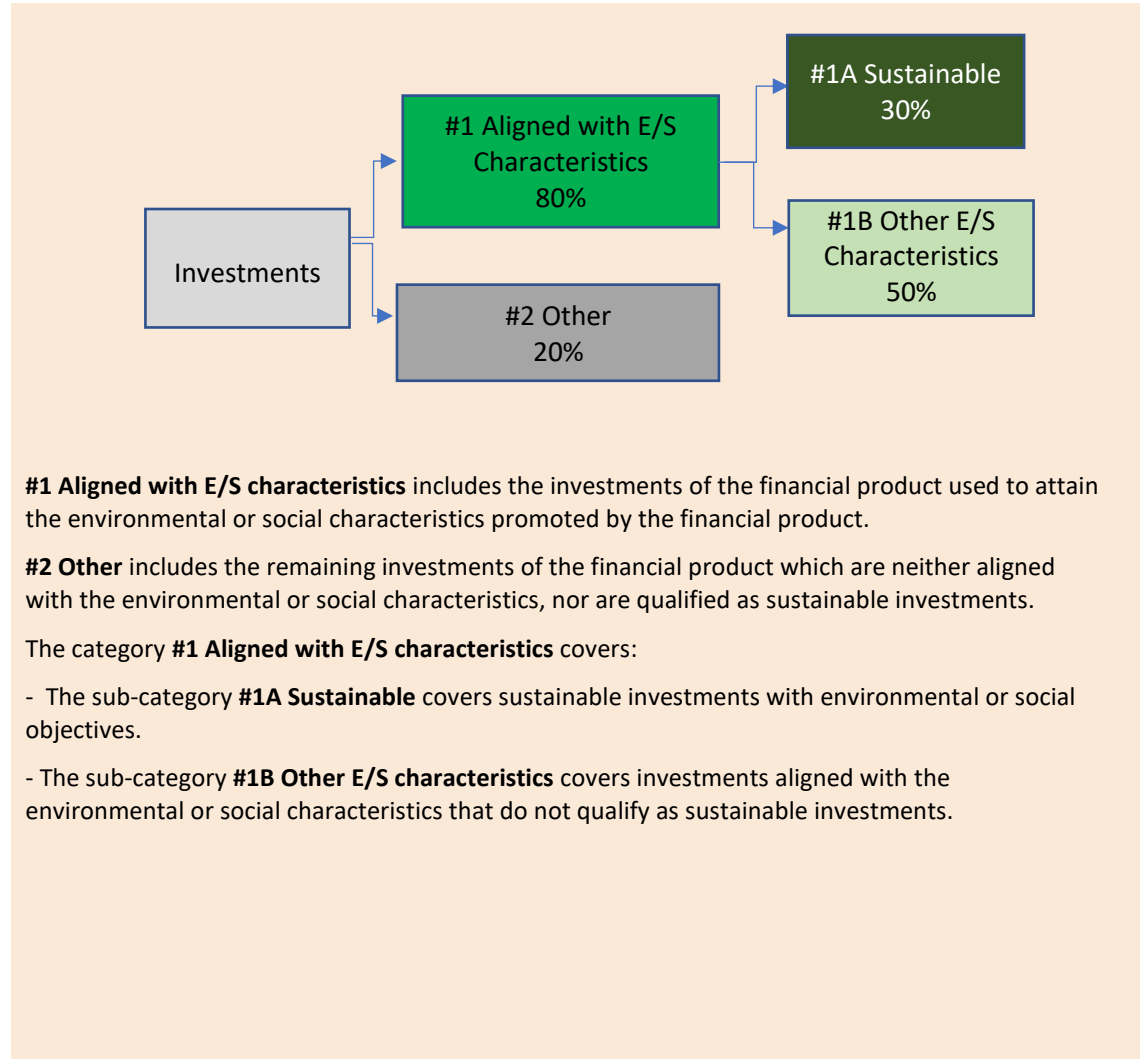 #1A Sustainable
30%
#1 Aligned with E/S
Characteristics
80%
#1B Other E/S
Characteristics
50%
Investments
#2 Other
20%
#1 Aligned with E/S characteristics includes the investments of the financial product used to attain
the environmental or social characteristics promoted by the financial product.
#2 Other includes the remaining investments of the financial product which are neither aligned
with the environmental or social characteristics, nor are qualified as sustainable investments.
The category #1 Aligned with E/S characteristics covers:
- The sub-category #1A Sustainable covers sustainable investments with environmental or social
objectives.
- The sub-category #1B Other E/S characteristics covers investments aligned with the
environmental or social characteristics that do not qualify as sustainable investments.